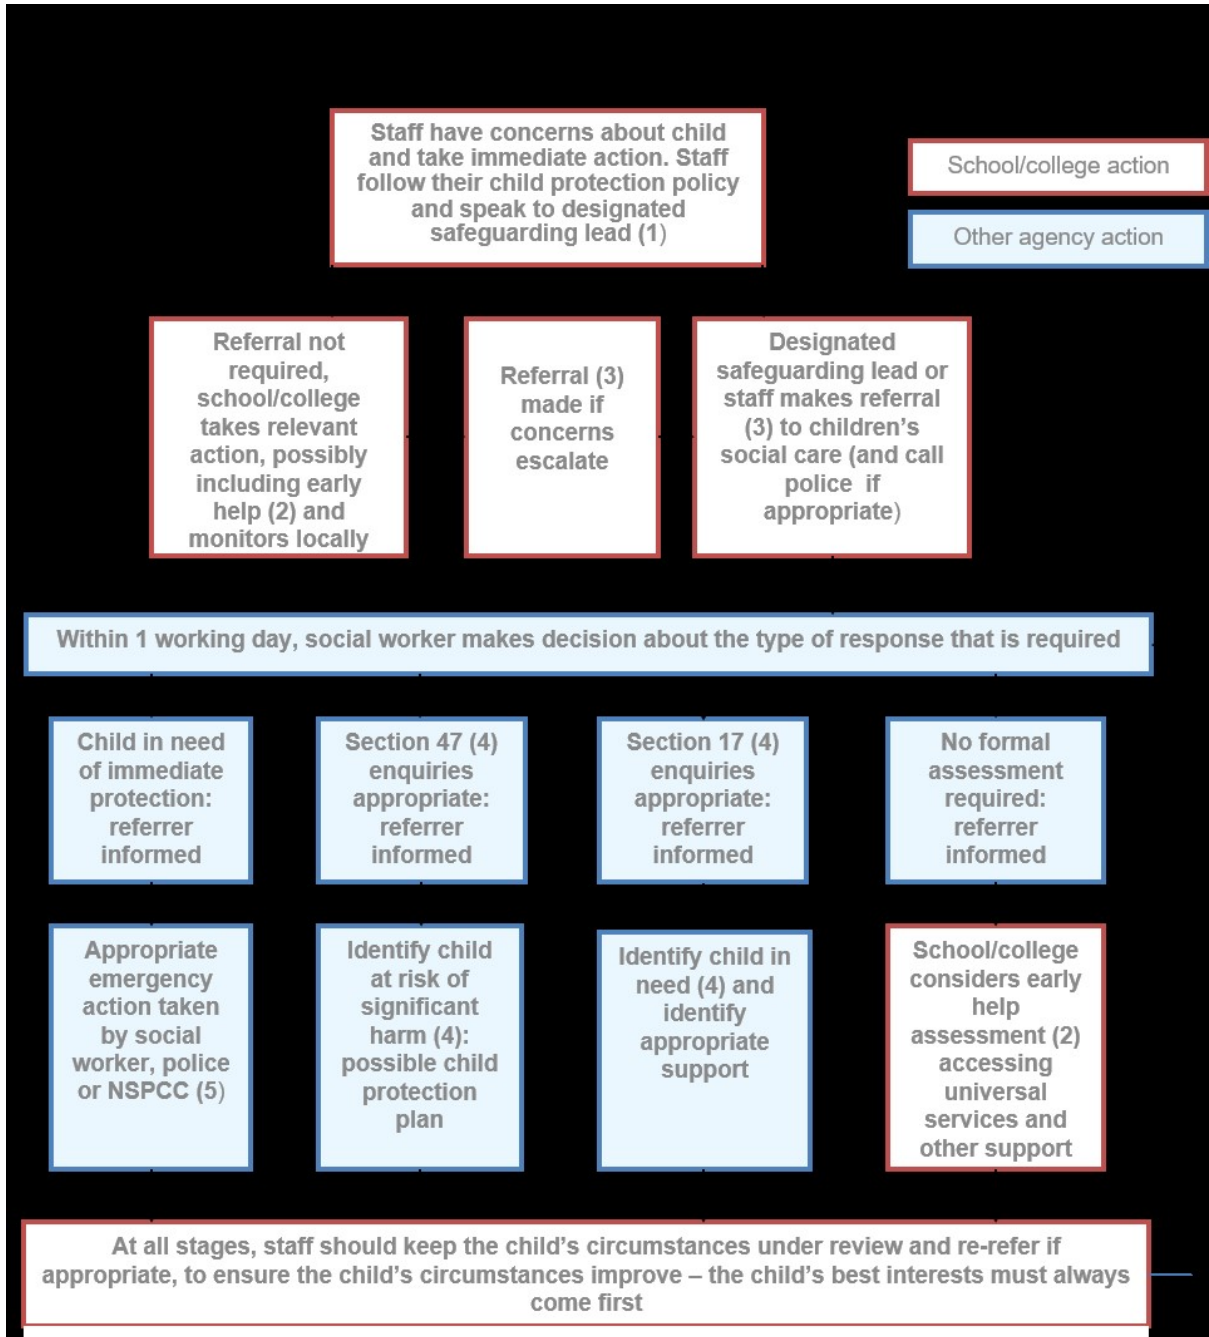 Staff have concerns about child
and take immediate action. Staff
follow their child protection policy
and speak to designated
safeguarding lead (1)
School/college action
Other agency action
Referral not
required,
school/college
takes relevant
action, possibly
including early
help (2) and
monitors locally
Referral (3)
made if
concerns
escalate
Designated
safeguarding lead or
staff makes referral
(3) to children’s
social care (and call
police if
appropriate)
Within 1 working day, social worker makes decision about the type of response that is required
Child in need
of immediate
protection:
referrer
informed
Section 47 (4)
enquiries
appropriate:
referrer
informed
Section 17 (4)
enquiries
appropriate:
referrer
informed
No formal
assessment
required:
referrer
informed
Appropriate
emergency
action taken
by social
worker, police
or NSPCC (5)
Identify child
at risk of
significant
harm (4):
possible child
protection
plan
Identify child in
need (4) and
identify
appropriate
support
School/college
considers early
help
assessment (2)
accessing
universal
services and
other support
At all stages, staff should keep the child’s circumstances under review and re-refer if
appropriate, to ensure the child’s circumstances improve – the child’s best interests must always
come first